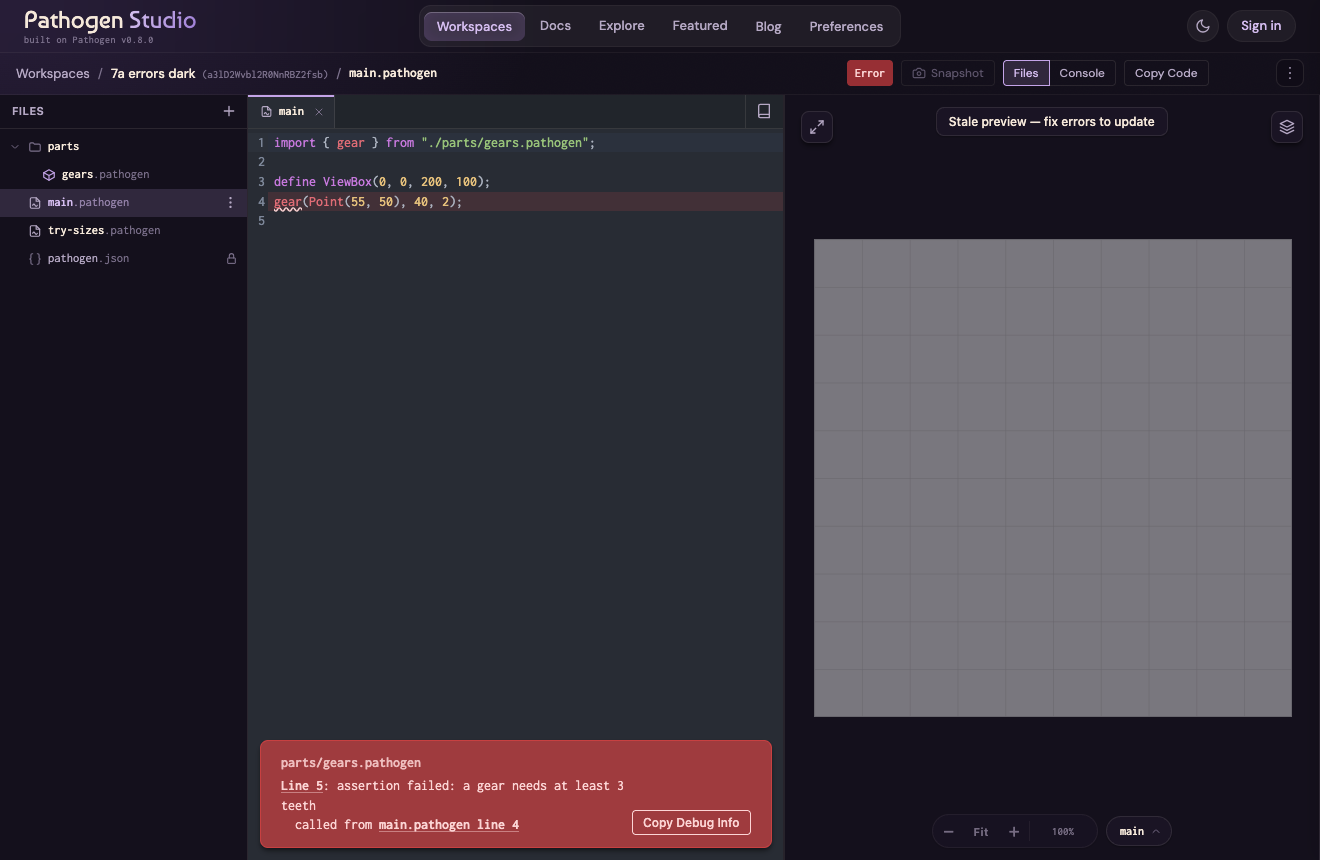 Pathogen Studio
built on Pathogen v0.8.0
Workspaces
Docs
Explore
Featured
Blog
Preferences
Sign in
Workspaces / 7a errors dark (a3lD2Wvbl2R0NnRBZ2fsb) / main.pathogen
Error
Snapshot
Files
Console
Copy Code
FILES
parts
gears.pathogen
main.pathogen
try-sizes.pathogen
{} pathogen.json
main
1 import { gear } from "./parts/gears.pathogen";
2
3 define ViewBox(0, 0, 200, 100);
4 gear(Point(55, 50), 40, 2);
5
parts/gears.pathogen
Line 5: assertion failed: a gear needs at least 3
teeth
called from main.pathogen line 4
Copy Debug Info
Stale preview — fix errors to update
Fit
100%
main